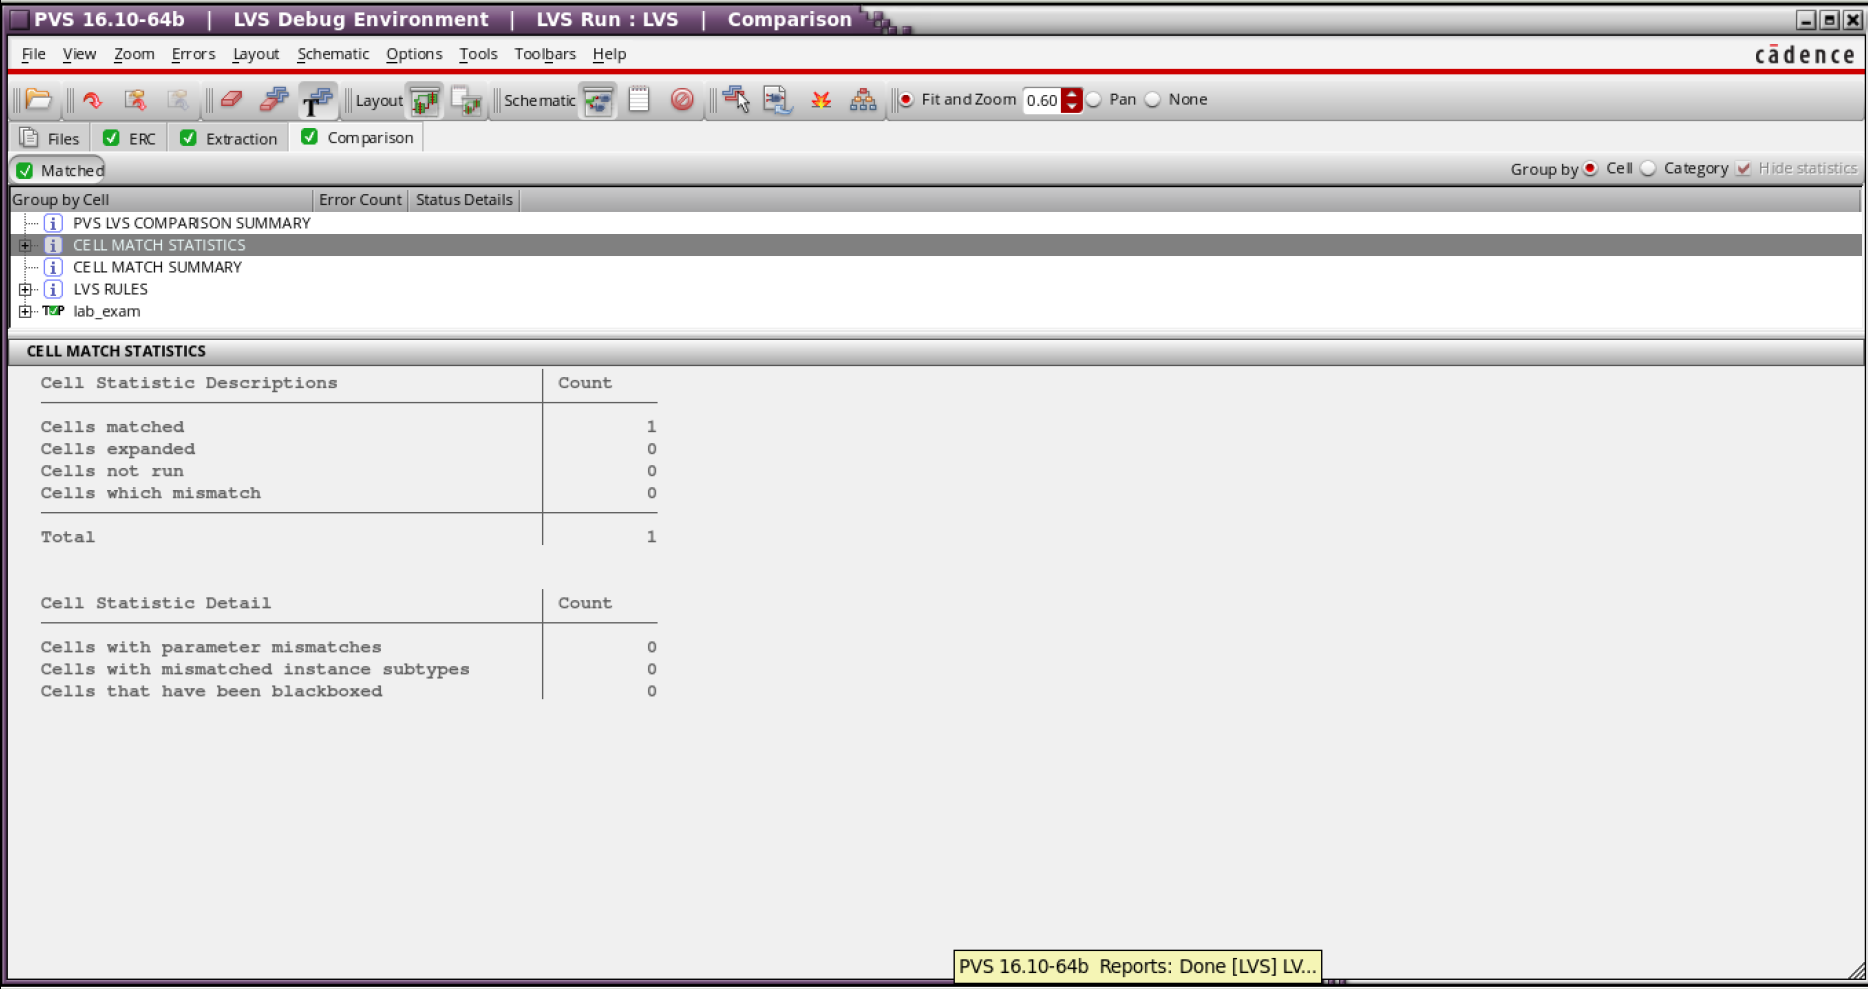 PVS 16.10-64b | LVS Debug Environment | LVS Run : LVS | Comparison
File View Zoom Errors Layout Schematic Options Tools Toolbars Help
cādence
Layout Schematic Fit and Zoom 0.60 Pan None
Files ERC Extraction Comparison
Matched
Group by Cell Category Hide statistics
Group by Cell Error Count Status Details
PVS LVS COMPARISON SUMMARY
CELL MATCH STATISTICS
CELL MATCH SUMMARY
LVS RULES
TOP lab_exam
CELL MATCH STATISTICS
Cell Statistic Descriptions Count
Cells matched 1
Cells expanded 0
Cells not run 0
Cells which mismatch 0
Total 1
Cell Statistic Detail Count
Cells with parameter mismatches 0
Cells with mismatched instance subtypes 0
Cells that have been blackboxed 0
PVS 16.10-64b Reports: Done [LVS] LV...